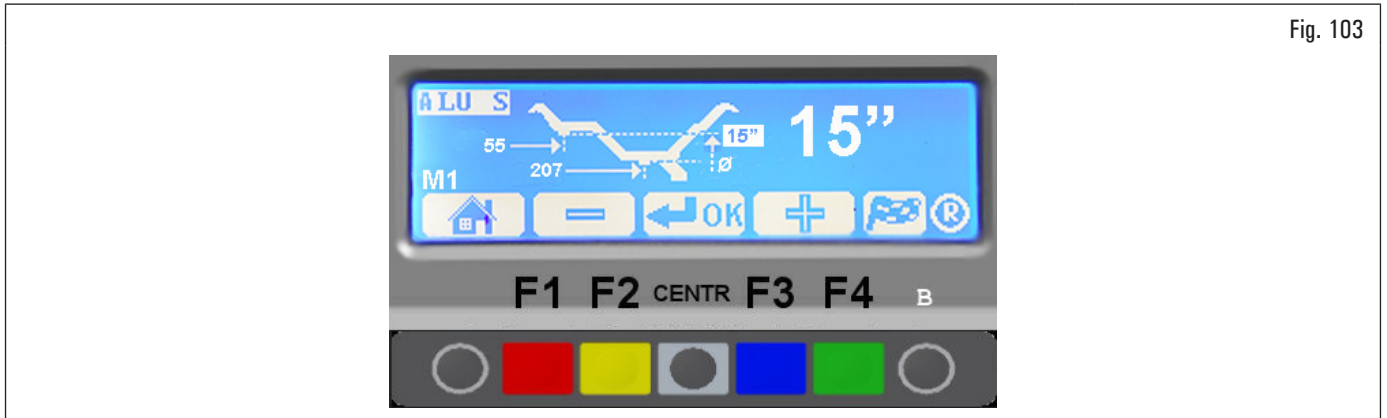 Fig. 103
ALU S
15” 15”
55
207 Ø
M1
OK ®
F1 F2 CENTR F3 F4 B